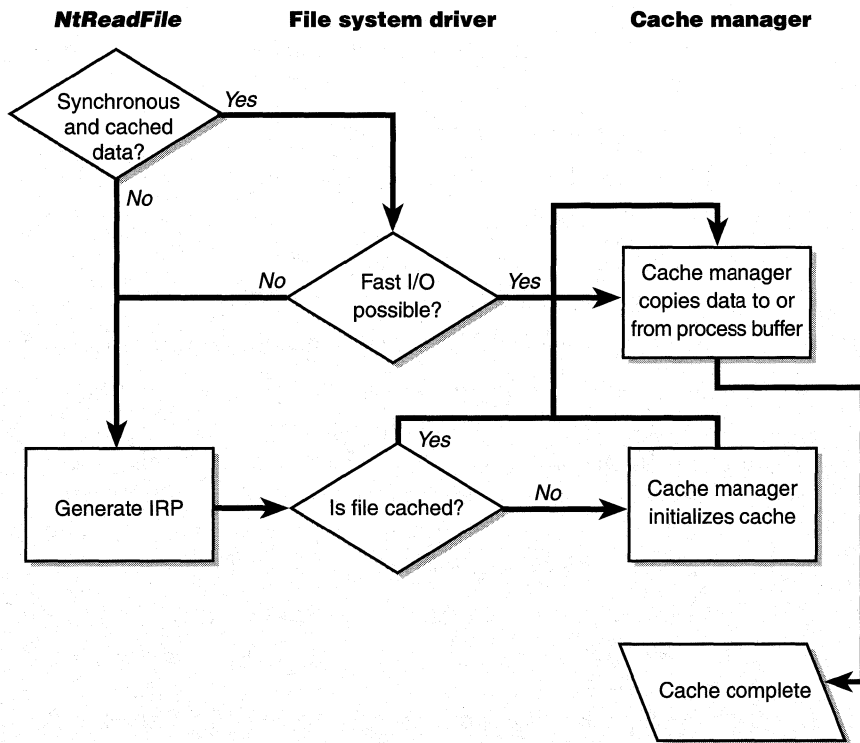 NtReadFile
File system driver
Cache manager
Synchronous
and cached
data?
Yes
No
Fast I/O
possible?
No
Yes
Cache manager
copies data to or
from process buffer
Generate IRP
Is file cached?
Yes
No
Cache manager
initializes cache
Cache complete